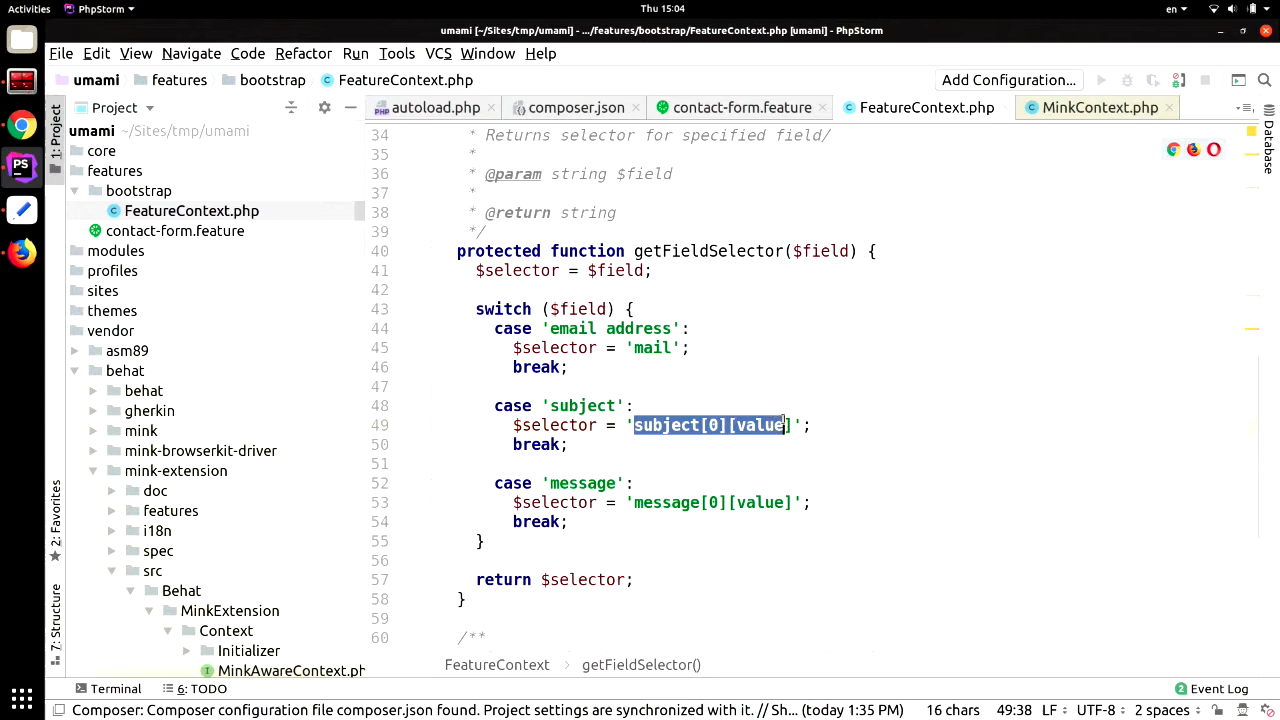 Activities PhpStorm Thu 15:04 en
umami [~/Sites/tmp/umami] - .../features/bootstrap/FeatureContext.php [umami] - PhpStorm
File Edit View Navigate Code Refactor Run Tools VCS Window Help
umami features bootstrap FeatureContext.php Add Configuration...
Project autoload.php composer.json contact-form.feature FeatureContext.php MinkContext.php
1: Project
2: Favorites
7: Structure
Database
umami ~/Sites/tmp/umami
core
features
bootstrap
FeatureContext.php
contact-form.feature
modules
profiles
sites
themes
vendor
asm89
behat
behat
gherkin
mink
mink-browserkit-driver
mink-extension
doc
features
i18n
spec
src
Behat
MinkExtension
Context
Initializer
MinkAwareContext.ph
34 * Returns selector for specified field/
35 *
36 * @param string $field
37 *
38 * @return string
39 */
40 protected function getFieldSelector($field) {
41 $selector = $field;
42
43 switch ($field) {
44 case 'email address':
45 $selector = 'mail';
46 break;
47
48 case 'subject':
49 $selector = 'subject[0][value]';
50 break;
51
52 case 'message':
53 $selector = 'message[0][value]';
54 break;
55 }
56
57 return $selector;
58 }
59
60 /**
FeatureContext › getFieldSelector()
Terminal 6: TODO 2 Event Log
Composer: Composer configuration file composer.json found. Project settings are synchronized with it. // Sh... (today 1:35 PM) 16 chars 49:38 LF UTF-8 2 spaces